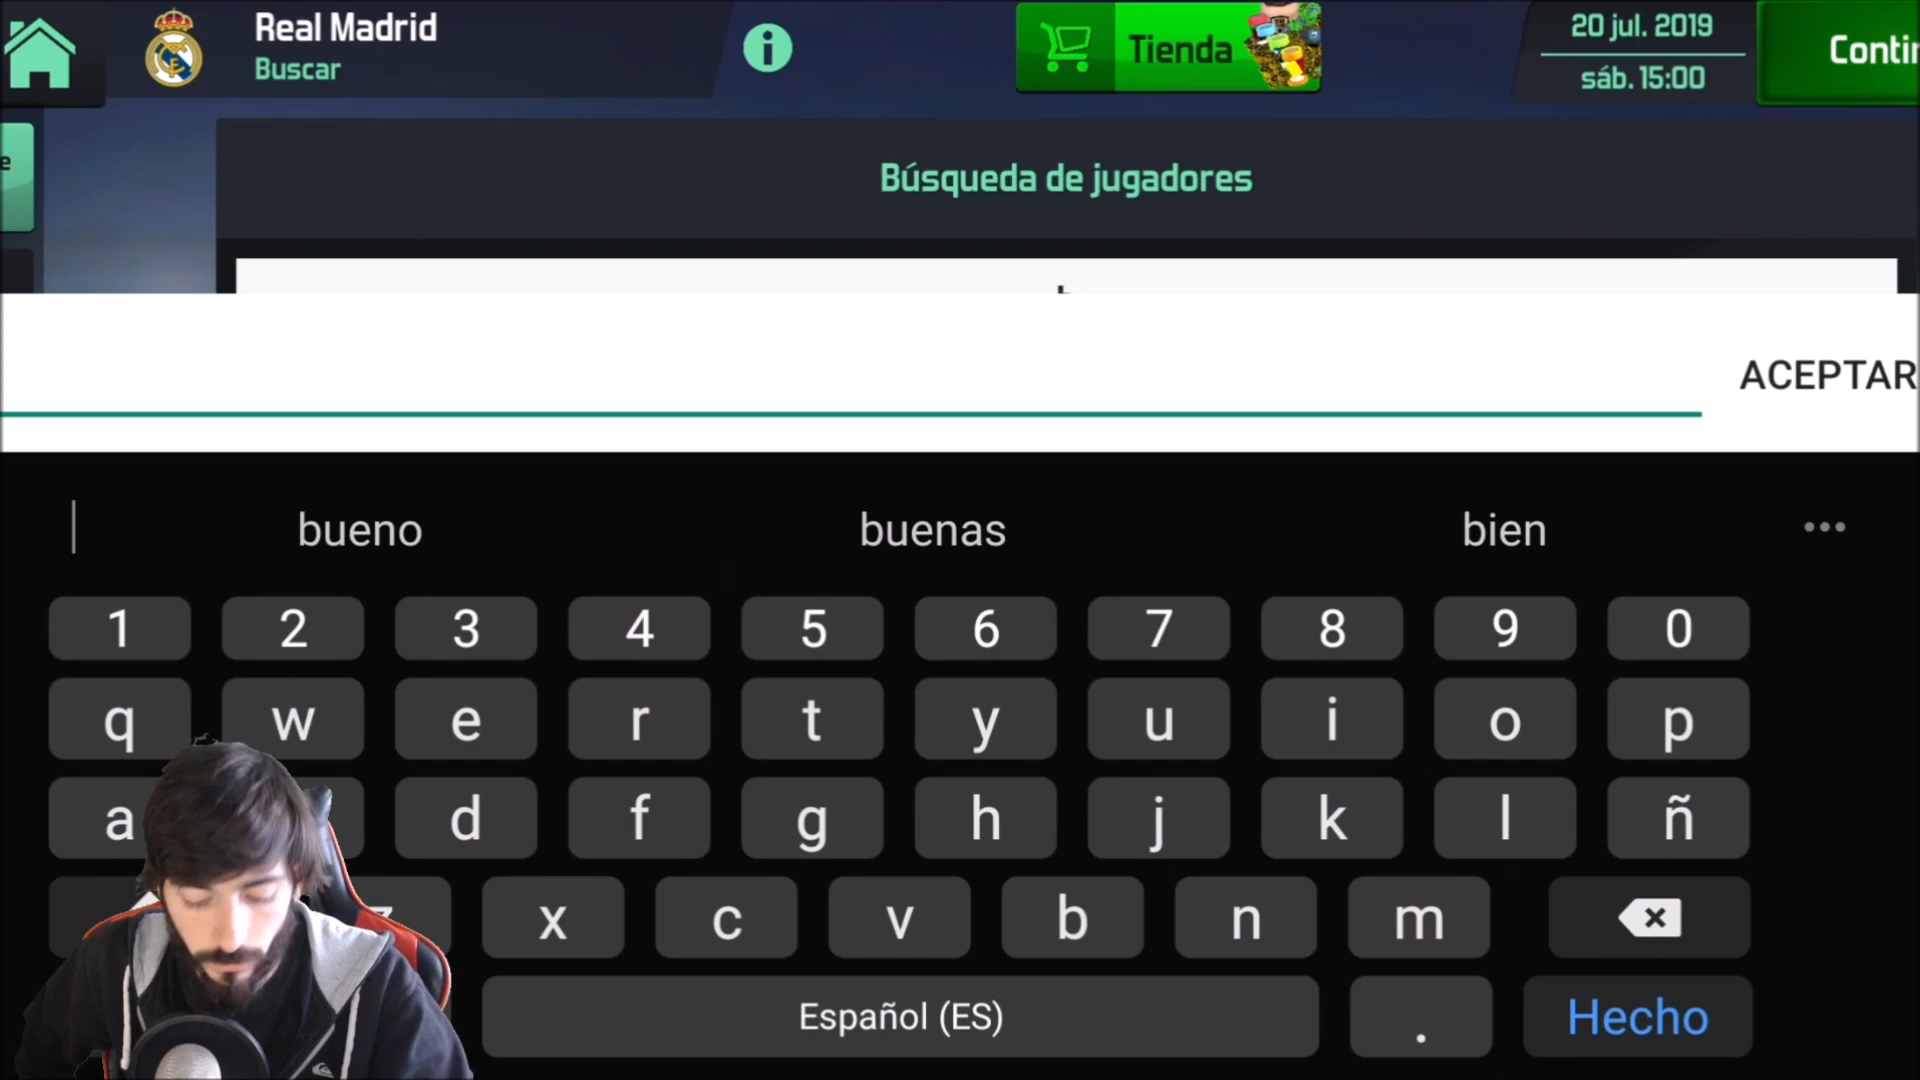 Real Madrid
Buscar
Tienda
20 jul. 2019
sáb. 15:00
Contin
e
Búsqueda de jugadores
ACEPTAR
bueno buenas bien
1 2 3 4 5 6 7 8 9 0
q w e r t y u i o p
a d f g h j k l ñ
z x c v b n m
Español (ES) . Hecho